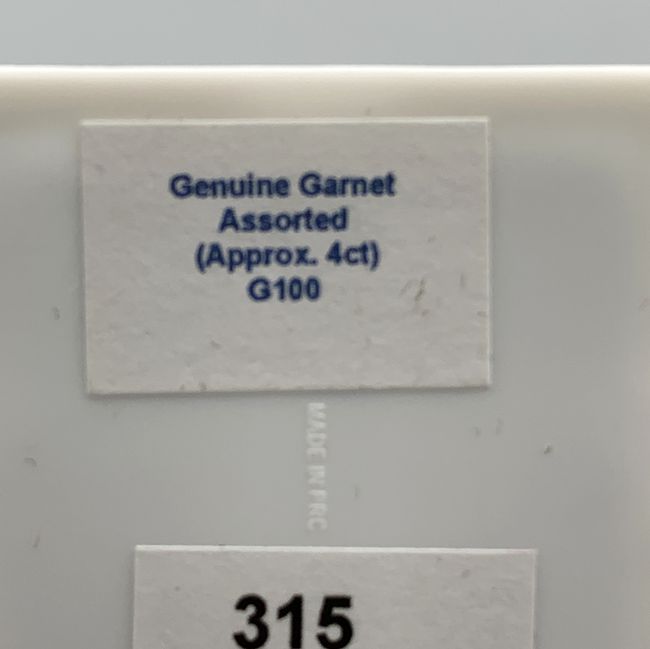 Genuine Garnet
Assorted
(Approx. 4ct)
G100
MADE IN PRC
315